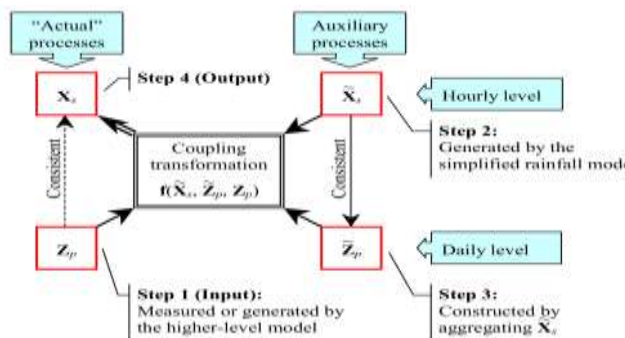 “Actual”
processes
Auxiliary
processes
Step 4 (Output)
Xₛ
X̃ₛ
Hourly level
Step 2:
Generated by the
simplified rainfall mode
Coupling
transformation
f(X̃ₛ, Z̃ₚ, Zₚ)
Consistent
Consistent
Zₚ
Z̃ₚ
Daily level
Step 1 (Input):
Measured or generated by
the higher-level model
Step 3:
Constructed by
aggregating X̃ₛ